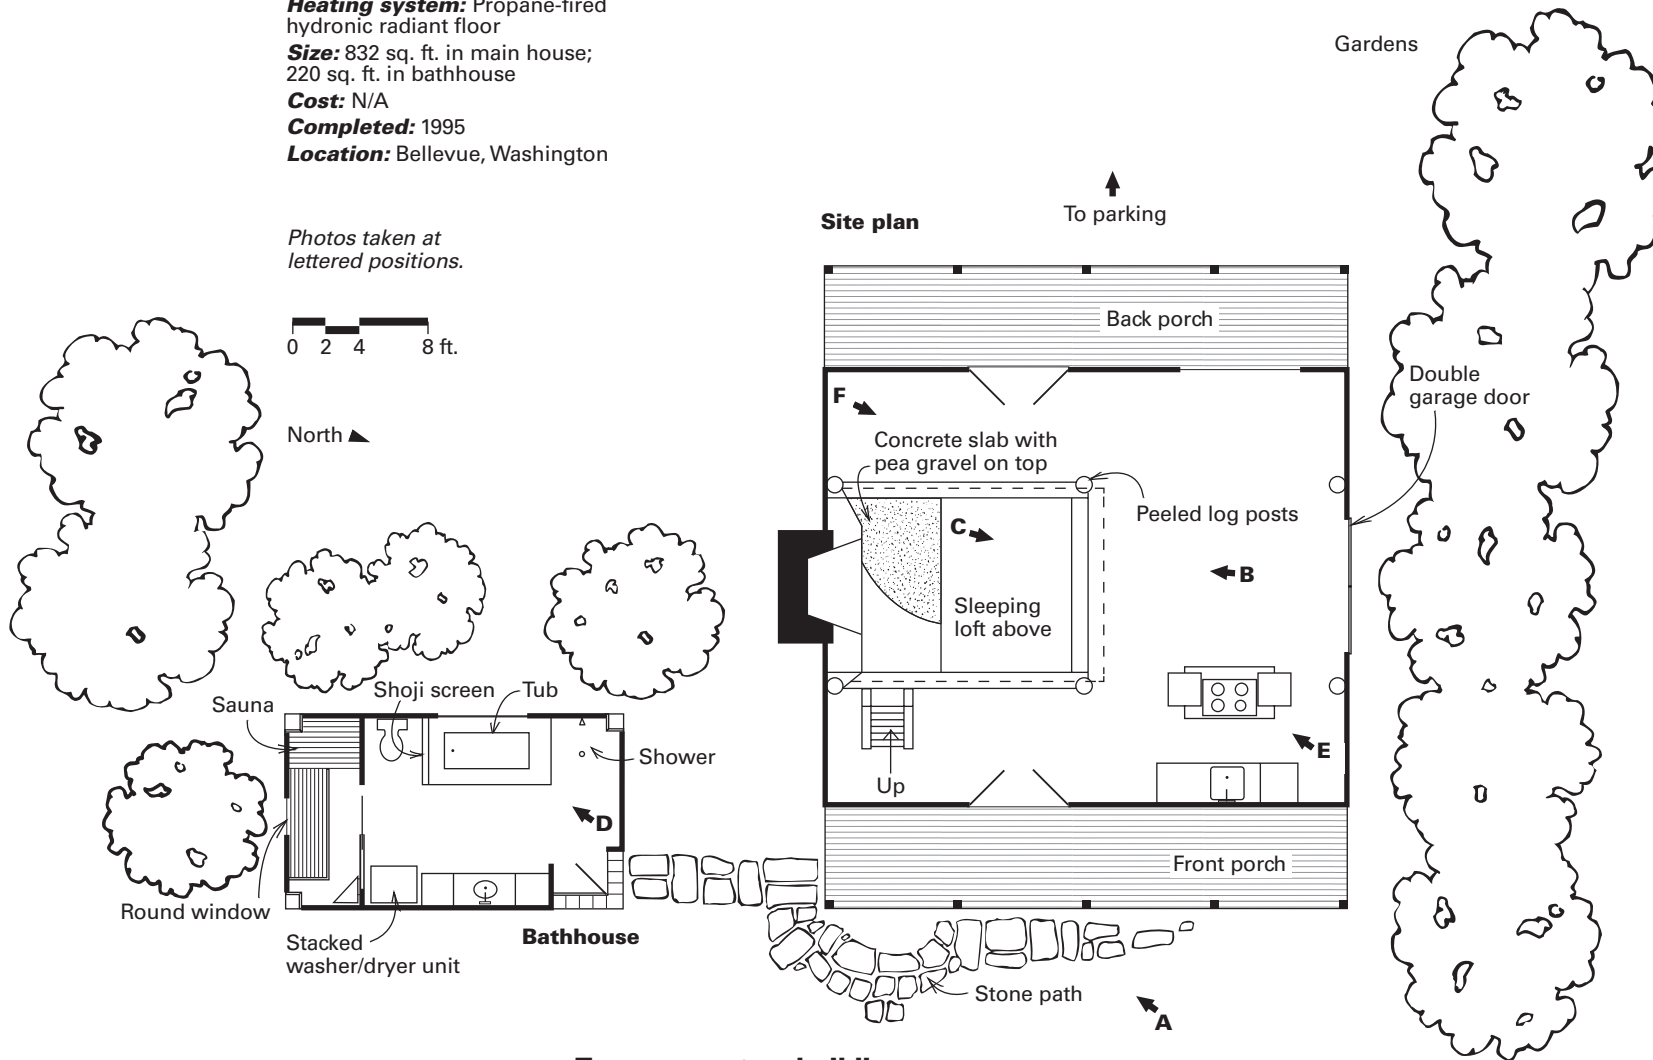 Heating system: Propane-fired
hydronic radiant floor
Size: 832 sq. ft. in main house;
220 sq. ft. in bathhouse
Cost: N/A
Completed: 1995
Location: Bellevue, Washington
Photos taken at
lettered positions.
0 2 4 8 ft.
North
Gardens
Site plan
To parking
Back porch
Double
garage door
F
Concrete slab with
pea gravel on top
Peeled log posts
C
B
Sleeping
loft above
Up
E
Front porch
Sauna
Shoji screen
Tub
Shower
D
Round window
Stacked
washer/dryer unit
Bathhouse
Stone path
A